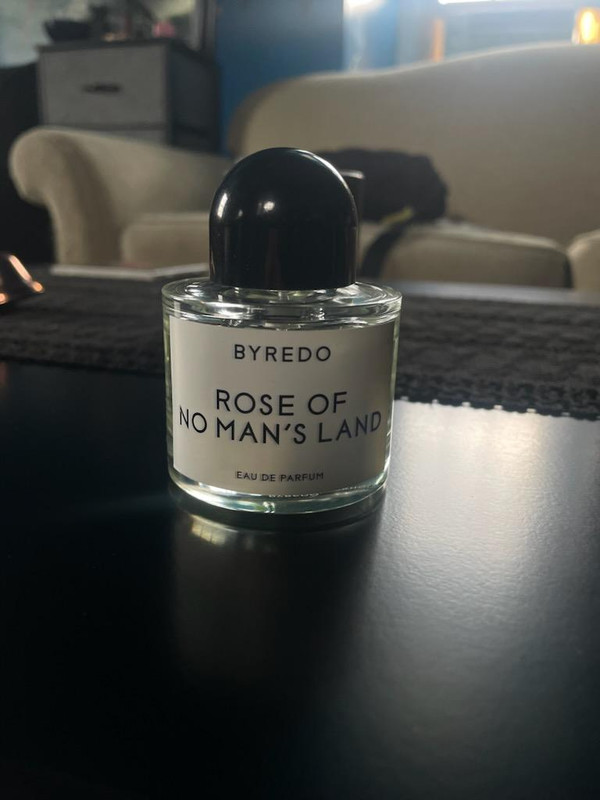 BYREDO
ROSE OF
NO MAN'S LAND
EAU DE PARFUM